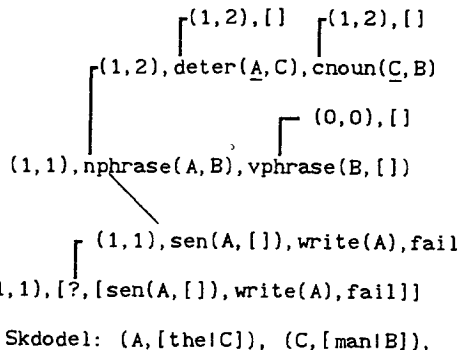 (1,2),[] (1,2),[]
(1,2),deter(A,C),cnoun(C,B)
(0,0),[]
(1,1),nphrase(A,B),vphrase(B,[])
(1,1),sen(A,[]),write(A),fail
1,1),[?,[sen(A,[]),write(A),fail]]
Skdodel: (A,[the|C]), (C,[man|B]),